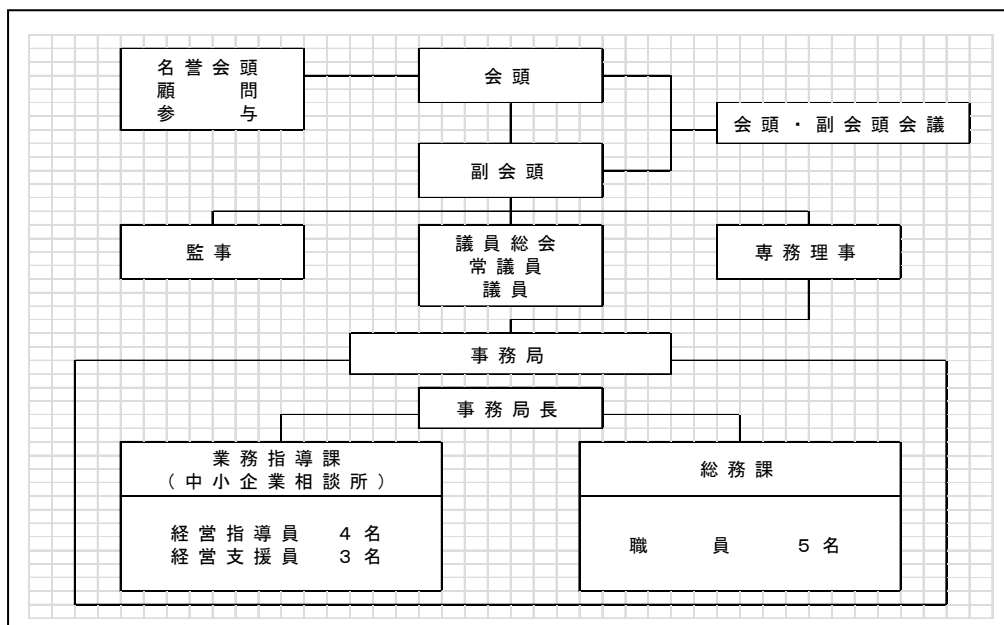 名誉会頭
顧　　問
参　　与
会頭
会頭・副会頭会議
副会頭
監事
議員総会
常議員
議員
専務理事
事務局
事務局長
業務指導課
（中小企業相談所）
経営指導員　４名
経営支援員　３名
総務課
職　　員　　５名